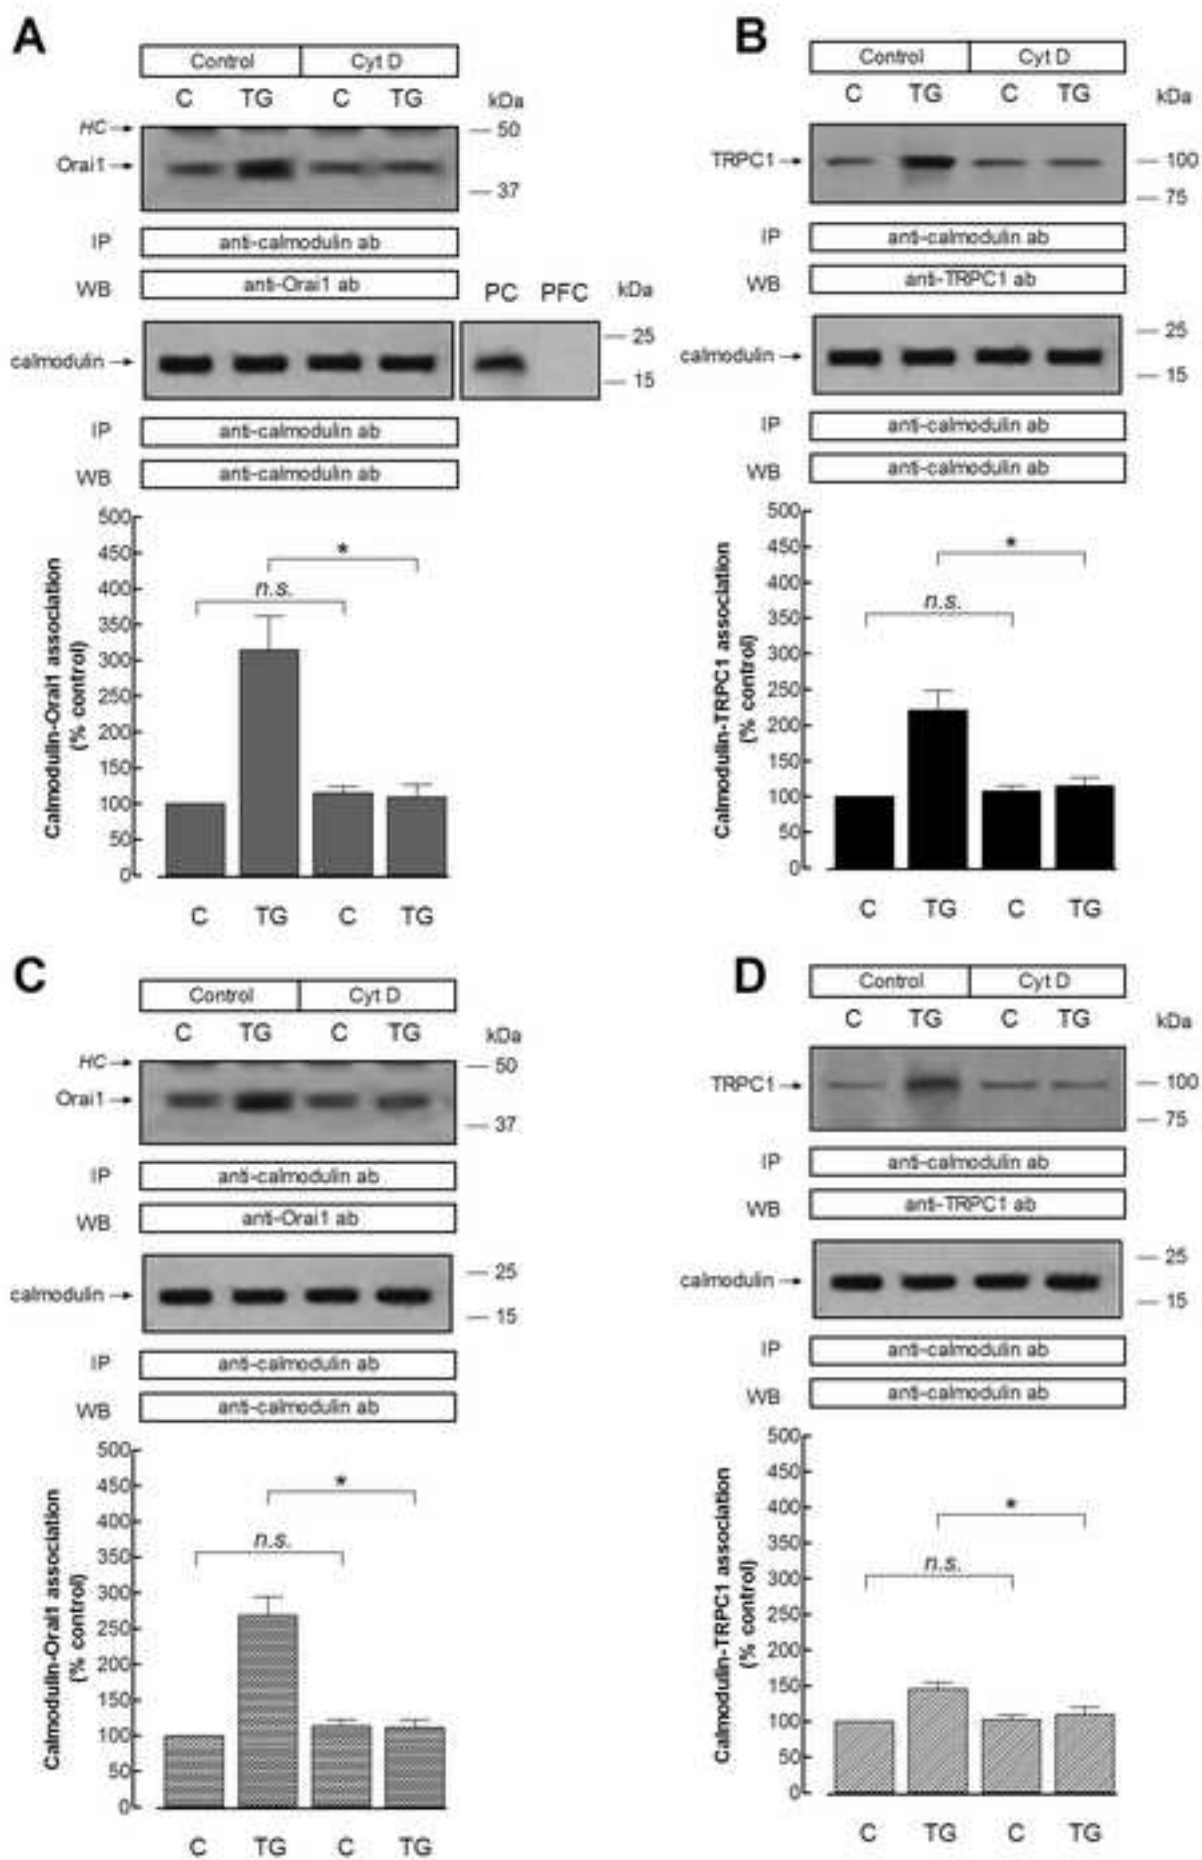 A
Control Cyt D
C TG C TG kDa
HC 50
Orai1
37
IP anti-calmodulin ab
WB anti-Orai1 ab
PC PFC kDa
25
calmodulin
15
IP anti-calmodulin ab
WB anti-calmodulin ab
Calmodulin-Orai1 association
(% control)
500
450
400
350
300
250
200
150
100
50
0
*
n.s.
C TG C TG
B
Control Cyt D
C TG C TG kDa
TRPC1 100
75
IP anti-calmodulin ab
WB anti-TRPC1 ab
25
calmodulin
15
IP anti-calmodulin ab
WB anti-calmodulin ab
Calmodulin-TRPC1 association
(% control)
500
450
400
350
300
250
200
150
100
50
0
*
n.s.
C TG C TG
C
Control Cyt D
C TG C TG kDa
HC 50
Orai1
37
IP anti-calmodulin ab
WB anti-Orai1 ab
25
calmodulin
15
IP anti-calmodulin ab
WB anti-calmodulin ab
Calmodulin-Orai1 association
(% control)
500
450
400
350
300
250
200
150
100
50
0
*
n.s.
C TG C TG
D
Control Cyt D
C TG C TG kDa
TRPC1 100
75
IP anti-calmodulin ab
WB anti-TRPC1 ab
25
calmodulin
15
IP anti-calmodulin ab
WB anti-calmodulin ab
Calmodulin-TRPC1 association
(% control)
500
450
400
350
300
250
200
150
100
50
0
*
n.s.
C TG C TG